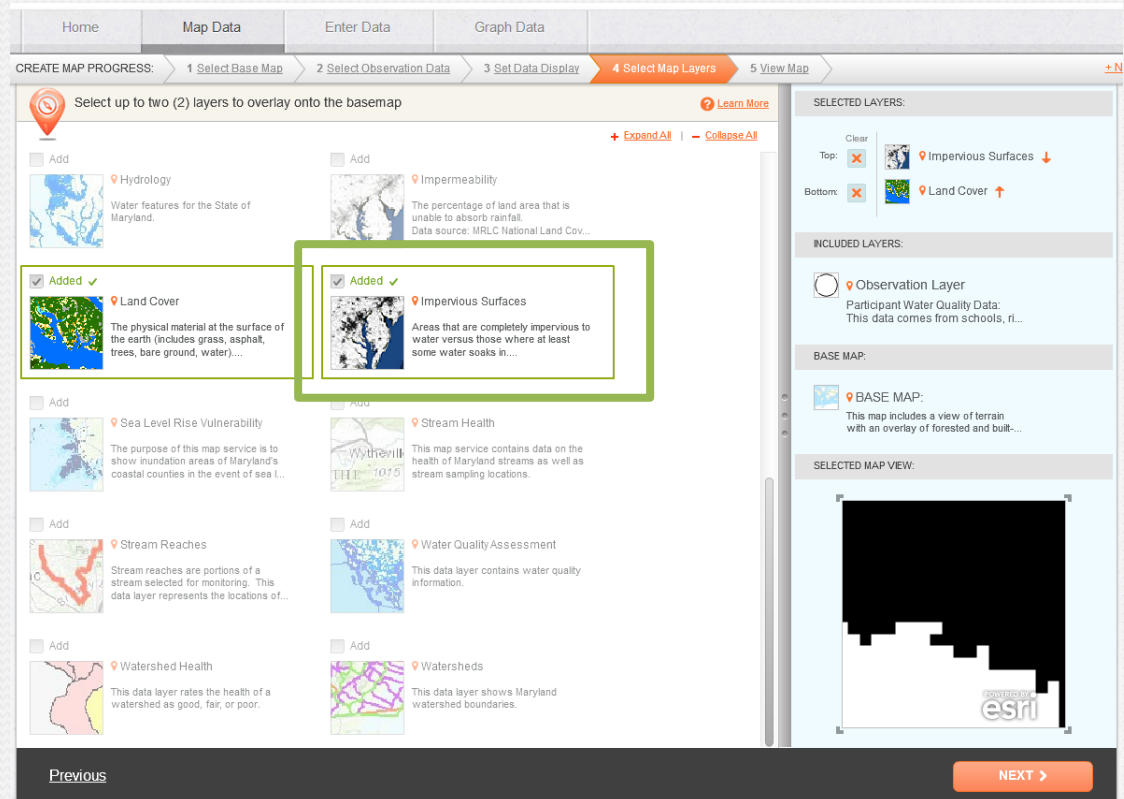 Home
Map Data
Enter Data
Graph Data
CREATE MAP PROGRESS:
1 Select Base Map
2 Select Observation Data
3 Set Data Display
4 Select Map Layers
5 View Map
+ N
Select up to two (2) layers to overlay onto the basemap
? Learn More
+ Expand All | − Collapse All
Add
Hydrology
Water features for the State of
Maryland.
Add
Impermeability
The percentage of land area that is
unable to absorb rainfall.
Data source: MRLC National Land Cov...
Added
Land Cover
The physical material at the surface of
the earth (includes grass, asphalt,
trees, bare ground, water)....
Added
Impervious Surfaces
Areas that are completely impervious to
water versus those where at least
some water soaks in....
Add
Sea Level Rise Vulnerability
The purpose of this map service is to
show inundation areas of Maryland's
coastal counties in the event of sea l...
Add
Wythevill
THE 1015
Stream Health
This map service contains data on the
health of Maryland streams as well as
stream sampling locations.
Add
Stream Reaches
Stream reaches are portions of a
stream selected for monitoring. This
data layer represents the locations of...
Add
Water Quality Assessment
This data layer contains water quality
information.
Add
Watershed Health
This data layer rates the health of a
watershed as good, fair, or poor.
Add
Watersheds
This data layer shows Maryland
watershed boundaries.
SELECTED LAYERS:
Clear
Top:
Impervious Surfaces
Bottom:
Land Cover
INCLUDED LAYERS:
Observation Layer
Participant Water Quality Data:
This data comes from schools, ri...
BASE MAP:
BASE MAP:
This map includes a view of terrain
with an overlay of forested and built-...
SELECTED MAP VIEW:
POWERED BY
esri
Previous
NEXT